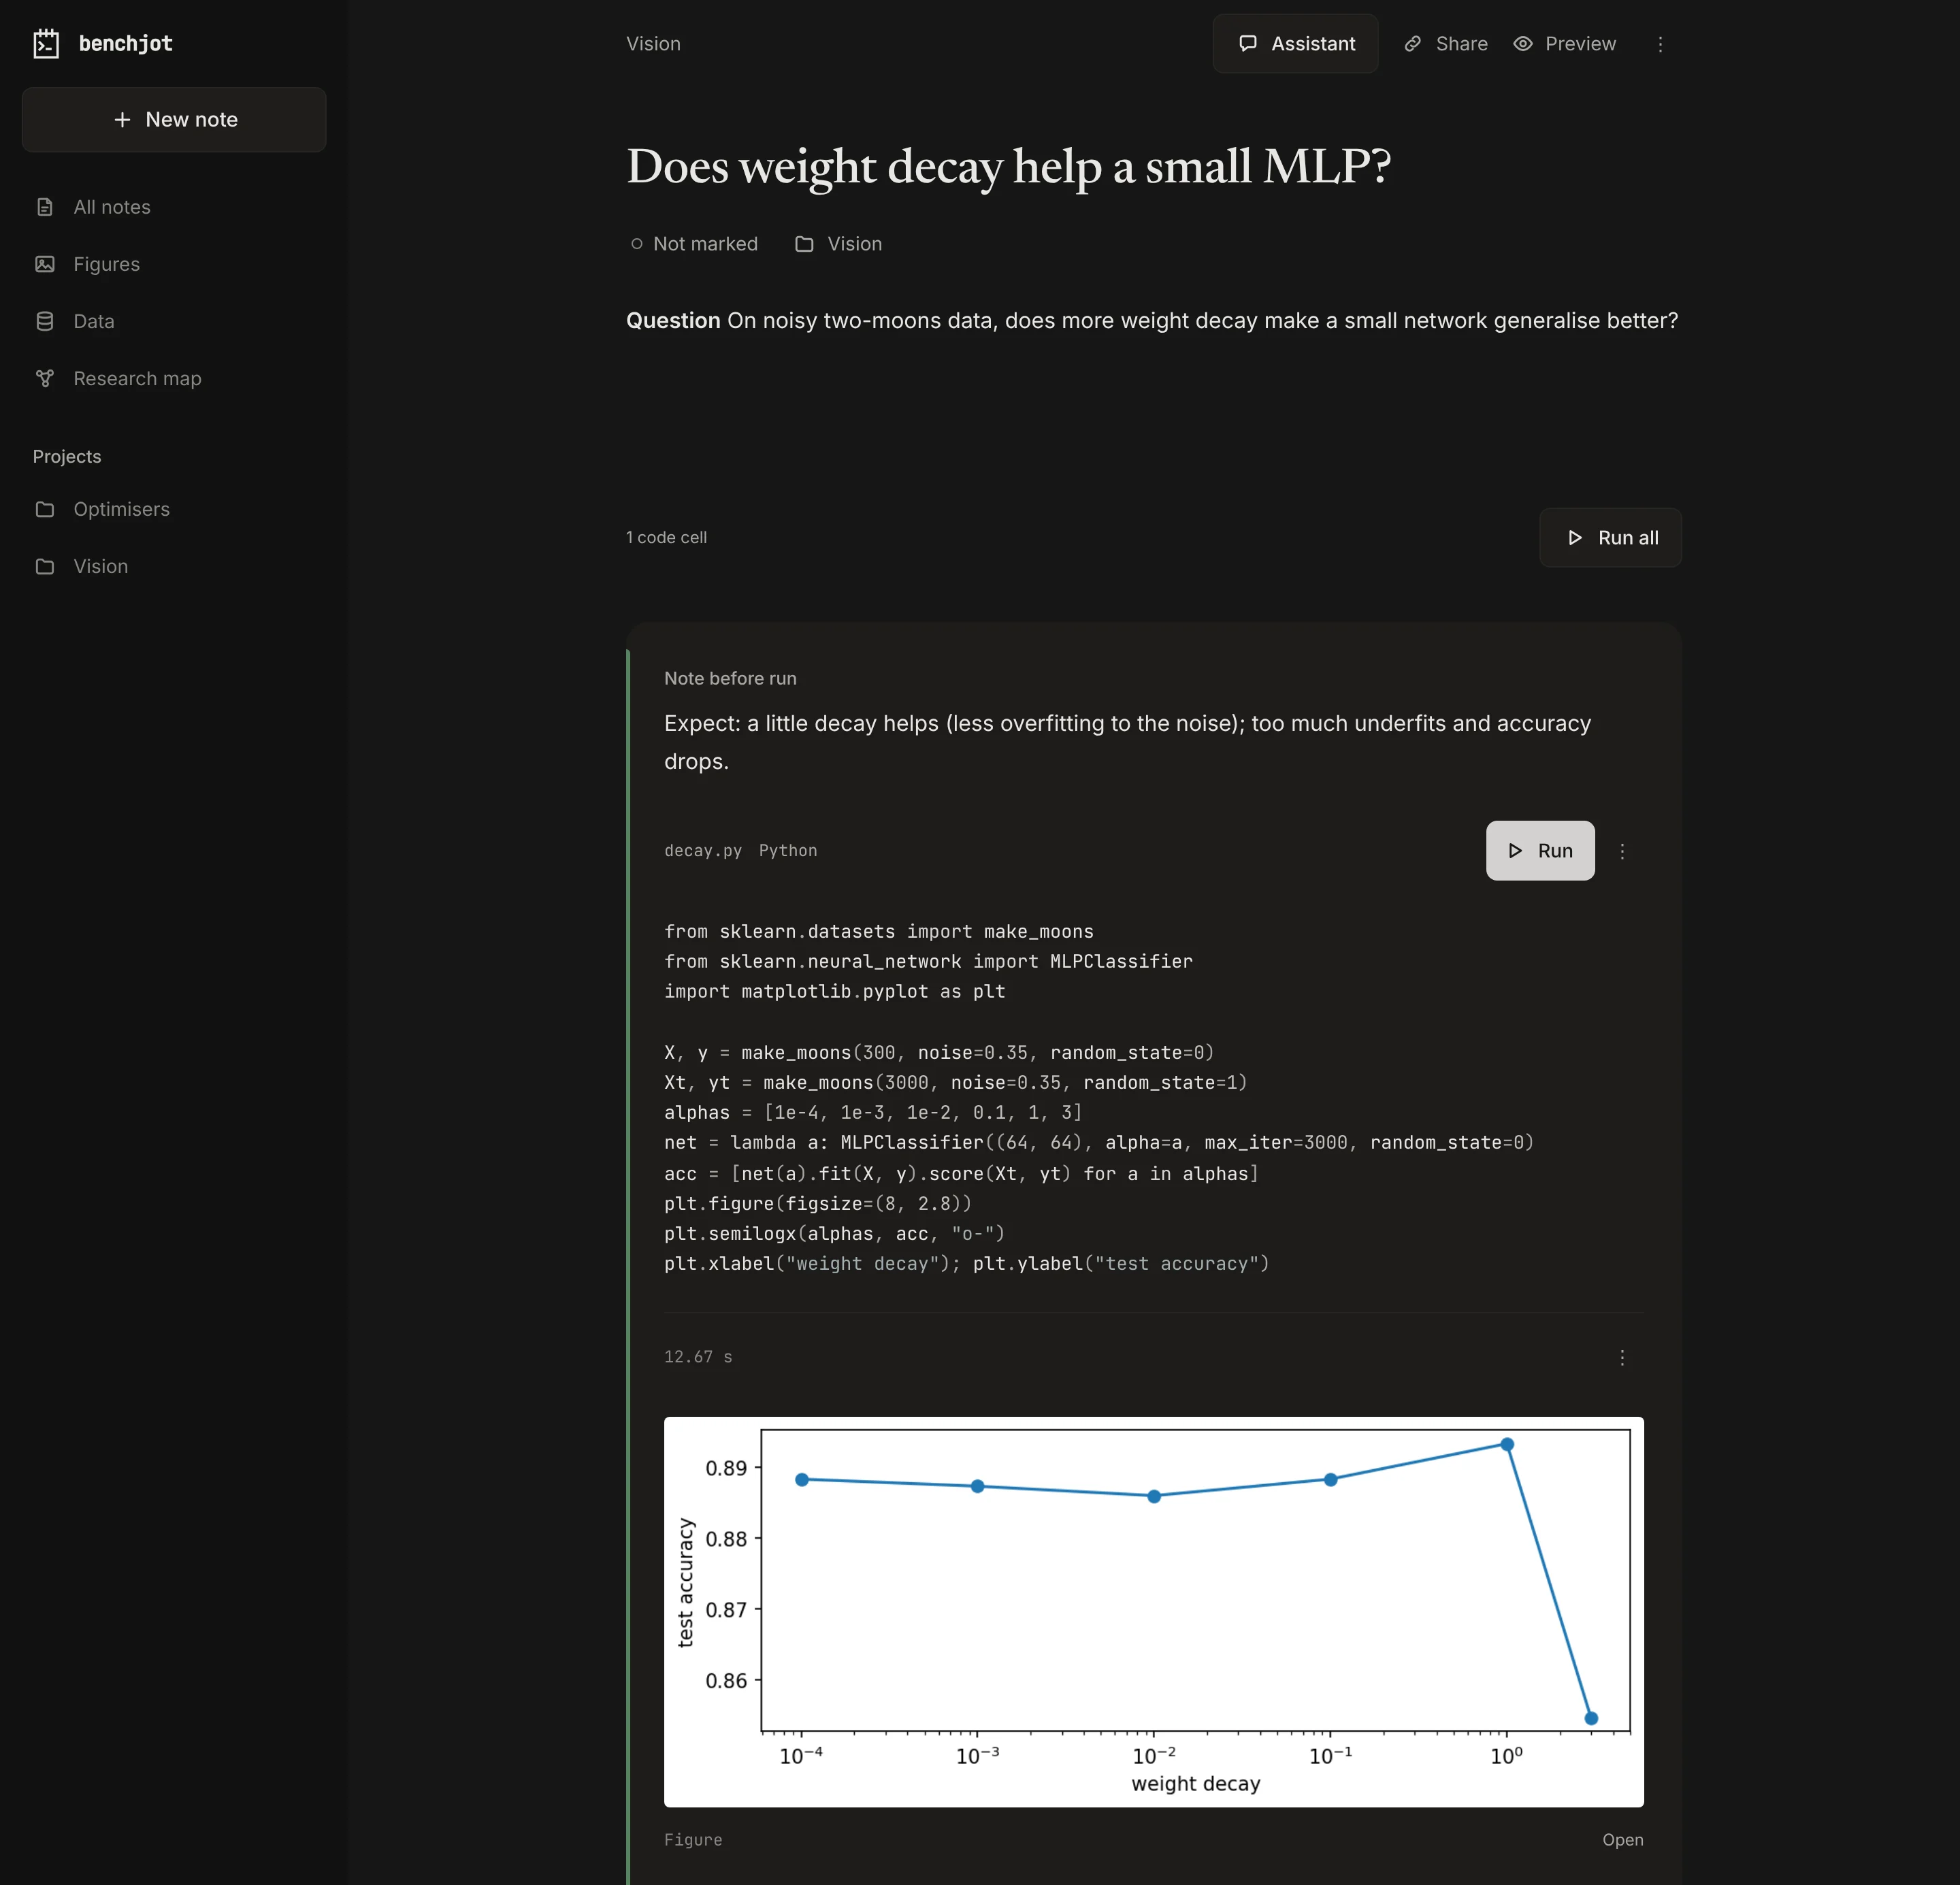 benchjot
New note
All notes
Figures
Data
Research map
Projects
Optimisers
Vision
Vision
Assistant
Share
Preview
Does weight decay help a small MLP?
Not marked
Vision
Question On noisy two-moons data, does more weight decay make a small network generalise better?
1 code cell
Run all
Note before run
Expect: a little decay helps (less overfitting to the noise); too much underfits and accuracy
drops.
decay.py Python
Run
from sklearn.datasets import make_moons
from sklearn.neural_network import MLPClassifier
import matplotlib.pyplot as plt
X, y = make_moons(300, noise=0.35, random_state=0)
Xt, yt = make_moons(3000, noise=0.35, random_state=1)
alphas = [1e-4, 1e-3, 1e-2, 0.1, 1, 3]
net = lambda a: MLPClassifier((64, 64), alpha=a, max_iter=3000, random_state=0)
acc = [net(a).fit(X, y).score(Xt, yt) for a in alphas]
plt.figure(figsize=(8, 2.8))
plt.semilogx(alphas, acc, "o-")
plt.xlabel("weight decay"); plt.ylabel("test accuracy")
12.67 s
test accuracy
0.89
0.88
0.87
0.86
10⁻⁴ 10⁻³ 10⁻² 10⁻¹ 10⁰
weight decay
Figure
Open